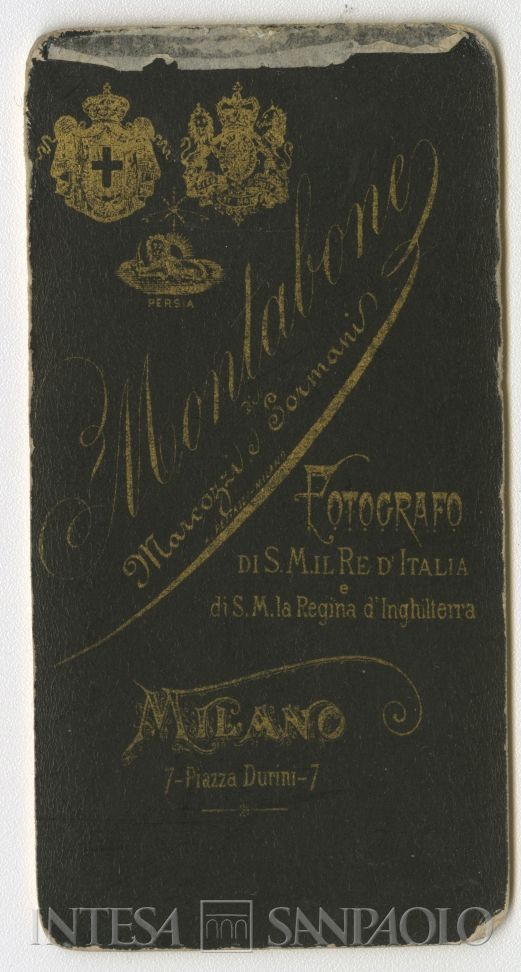 PERSIA
Montabone
di
Marcozzi e Sormani
FOTOGRAFO
DI S. M. IL RE D'ITALIA
e
di S. M. la Regina d'Inghilterra
MILANO
7-Piazza Durini-7
INTESA SANPAOLO